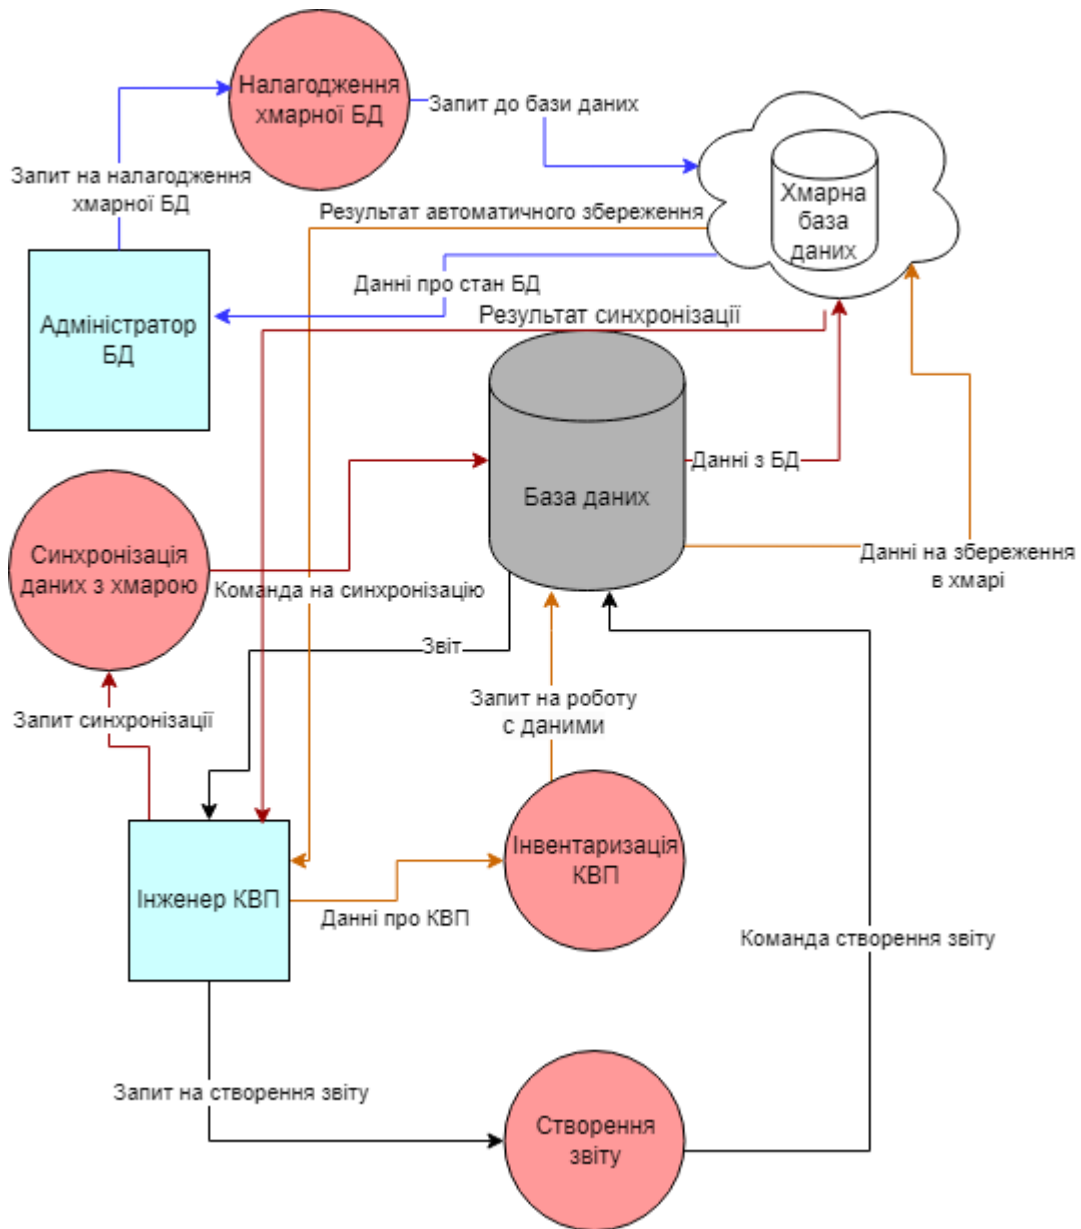 Налагодження
хмарної БД
Запит до бази даних
Запит на налагодження
хмарної БД
Хмарна
база
даних
Результат автоматичного збереження
Данні про стан БД
Результат синхронізації
Адміністратор
БД
Данні з БД
База даних
Синхронізація
даних з хмарою
Команда на синхронізацію
Данні на збереження
в хмарі
Звіт
Запит на роботу
с даними
Запит синхронізації
Інвентаризація
КВП
Інженер КВП
Данні про КВП
Команда створення звіту
Запит на створення звіту
Створення
звіту